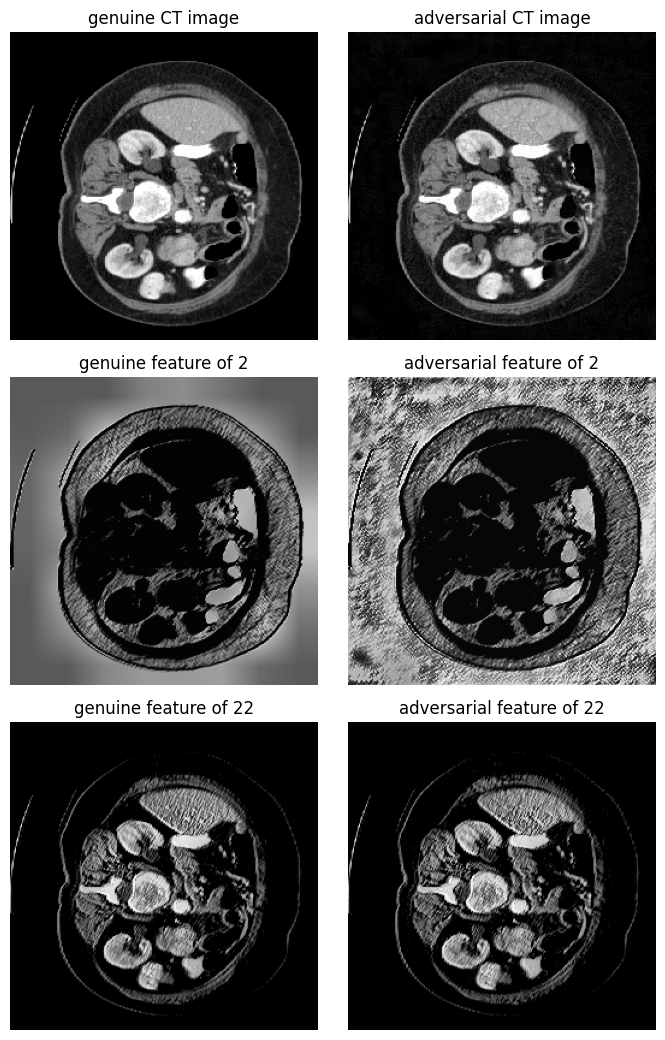 genuine CT image
adversarial CT image
genuine feature of 2
adversarial feature of 2
genuine feature of 22
adversarial feature of 22